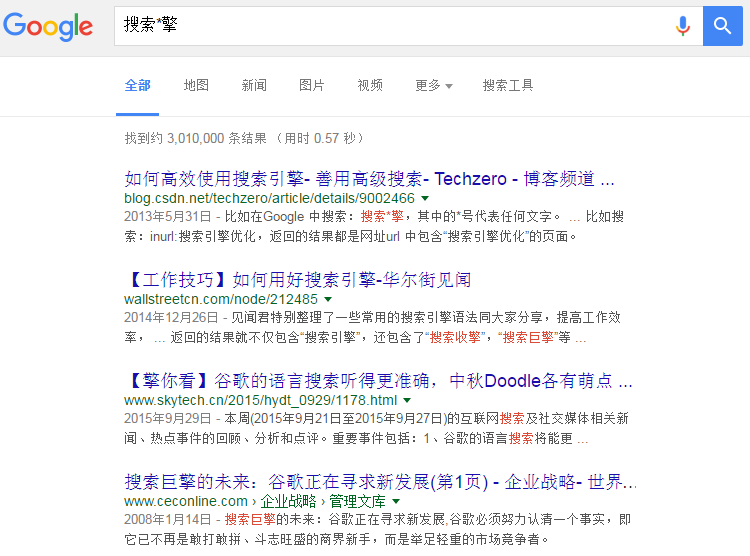 Google 搜索*擎
全部 地图 新闻 图片 视频 更多 搜索工具
找到约 3,010,000 条结果 （用时 0.57 秒）
如何高效使用搜索引擎- 善用高级搜索- Techzero - 博客频道 ...
blog.csdn.net/techzero/article/details/9002466
2013年5月31日 - 比如在Google 中搜索：搜索*擎，其中的*号代表任何文字。 ... 比如搜
索：inurl:搜索引擎优化，返回的结果都是网址url 中包含“搜索引擎优化”的页面。
【工作技巧】如何用好搜索引擎-华尔街见闻
wallstreetcn.com/node/212485
2014年12月26日 - 见闻君特别整理了一些常用的搜索引擎语法同大家分享，提高工作效
率， ... 返回的结果就不仅包含“搜索引擎”，还包含了“搜索收擎”，“搜索巨擎”等 ...
【擎你看】谷歌的语言搜索听得更准确，中秋Doodle各有萌点 ...
www.skytech.cn/2015/hydt_0929/1178.html
2015年9月29日 - 本周(2015年9月21日至2015年9月27日)的互联网搜索及社交媒体相关新
闻、热点事件的回顾、分析和点评。重要事件包括：1、谷歌的语言搜索将能更 ...
搜索巨擎的未来：谷歌正在寻求新发展(第1页) - 企业战略- 世界...
www.ceconline.com › 企业战略 › 管理文库
2008年1月14日 - 搜索巨擎的未来：谷歌正在寻求新发展,谷歌必须努力认清一个事实，即
它已不再是敢打敢拼、斗志旺盛的商界新手，而是举足轻重的市场竞争者。